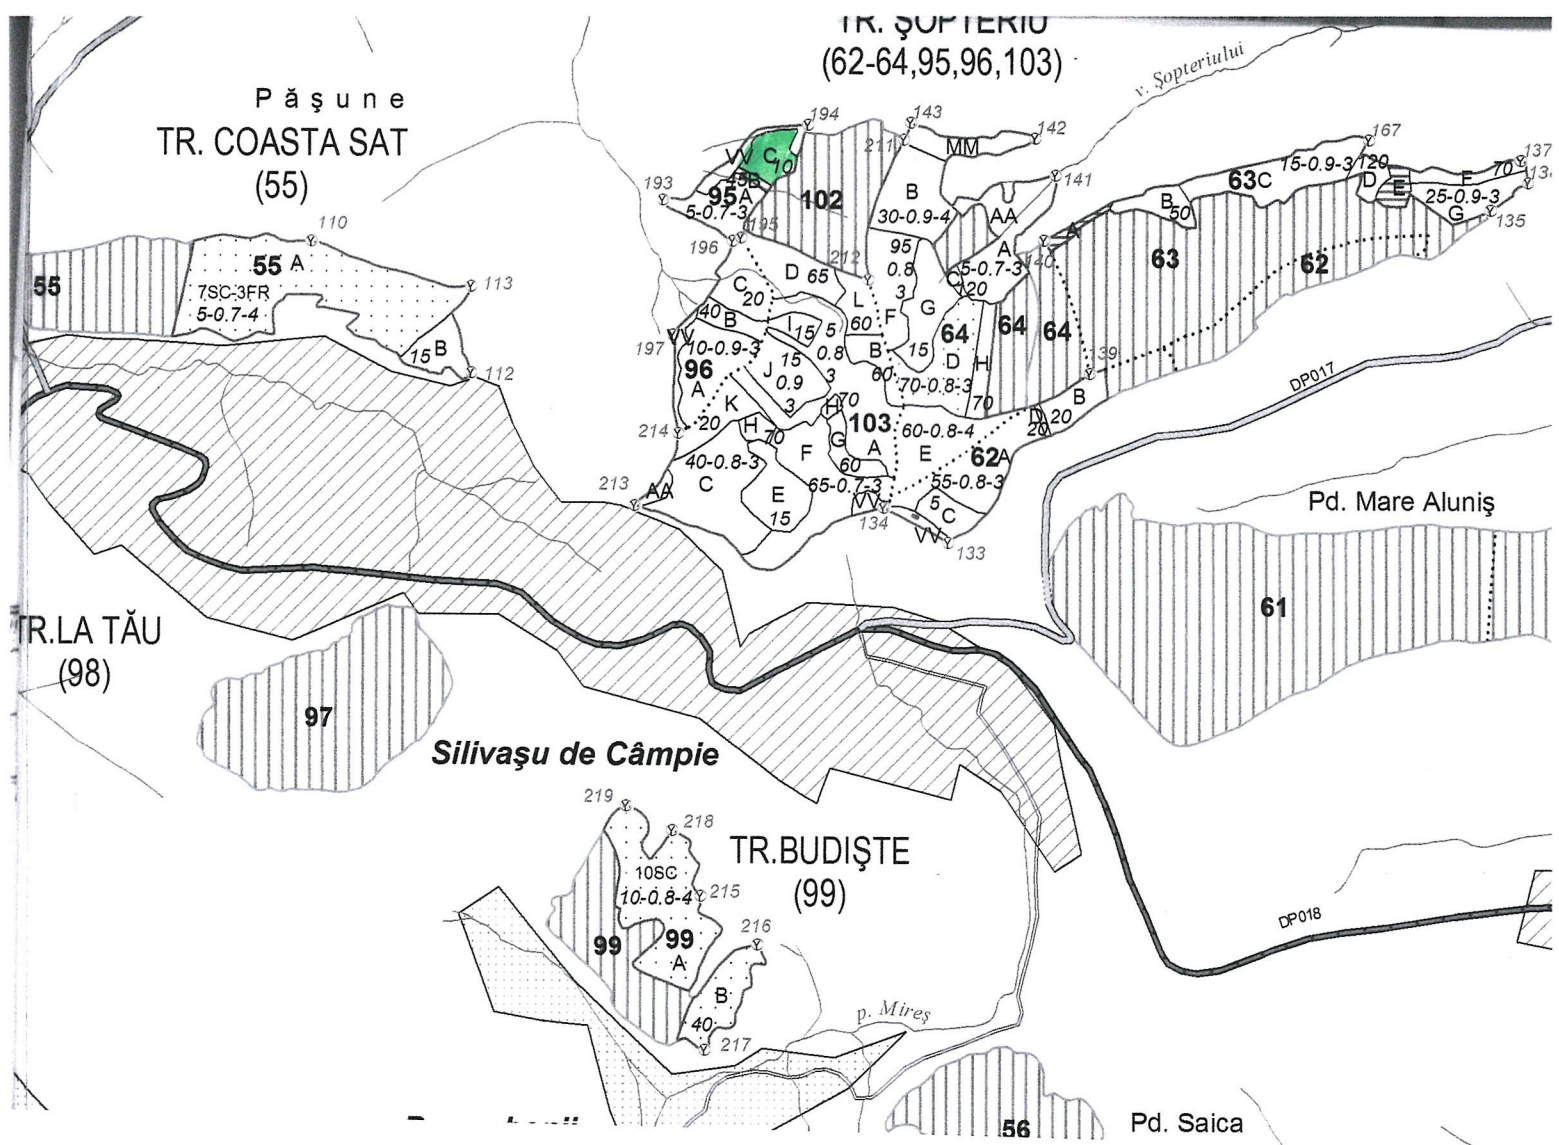 TR. ŞOPTERIU
(62-64,95,96,103)
v. Şopteriului
Păşune
TR. COASTA SAT
(55)
194
143
142
211
MM
167
137
VV
C
10
45
B
193
95
A
5-0.7-3
102
B
30-0.9-4
141
AA
63
C
15-0.9-3
120
D
E
F
70
25-0.9-3
G
135
B
50
A
110
196
195
140
55
55
A
7SC-3FR
5-0.7-4
113
D
65
212
95
0.8
3
A
5-0.7-3
C
120
63
62
C
20
L
60
F
G
15
40
B
10-0.9-3
I
15
5
0.8
3
64
D
64
64
H
70
70-0.8-3
197
VV
96
A
15
B
112
J
15
0.9
3
B
60
139
B
20
DP017
K
20
H
70
H
70
G
60
F
103
A
60-0.8-4
E
D
20
V
62
A
214
40-0.8-3
C
65-0.7-3
55-0.8-3
213
AA
E
15
VV
134
5
C
VV
133
Pd. Mare Aluniş
61
TR.LA TĂU
(98)
97
Silivaşu de Câmpie
219
218
TR.BUDIŞTE
(99)
10SC
10-0.8-4
215
99
99
A
216
B
40
217
DP018
p. Mireş
56
Pd. Saica